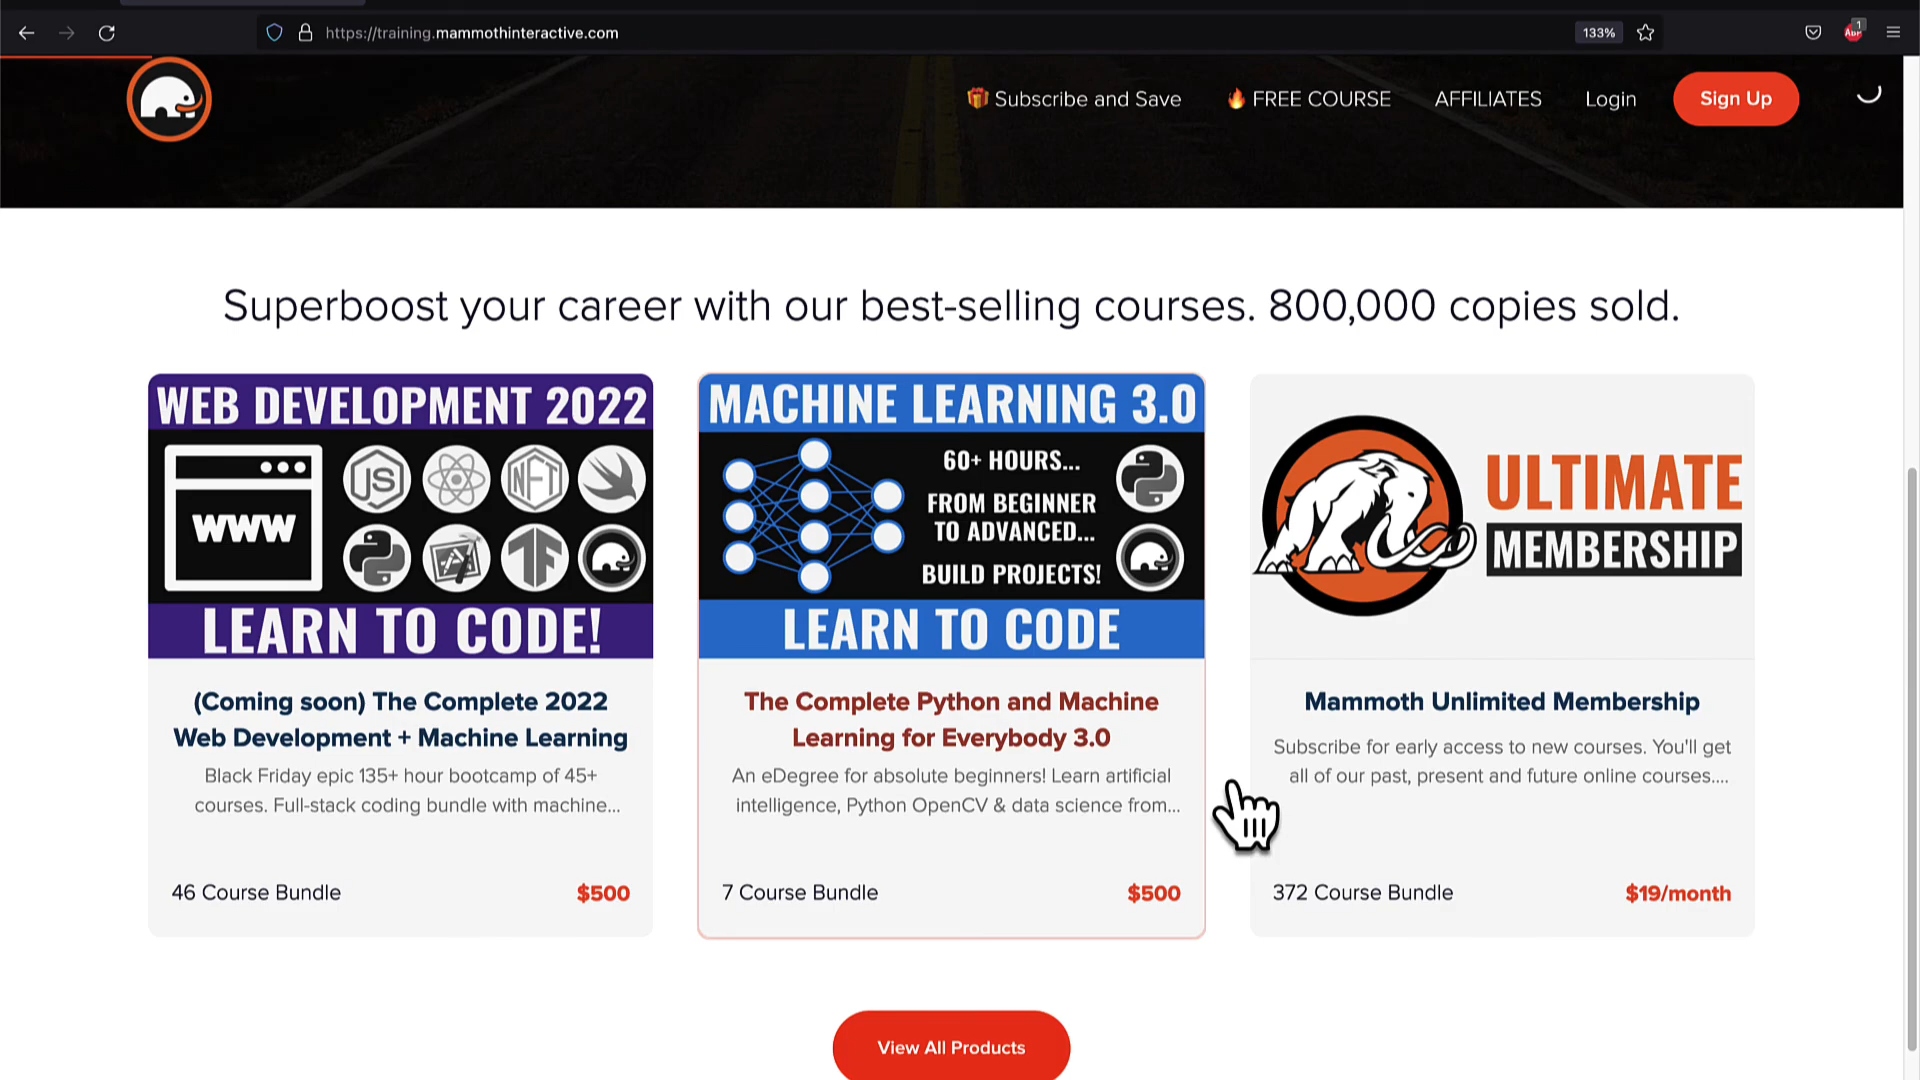 https://training.mammothinteractive.com
133%
1
ABP
🎁 Subscribe and Save
🔥 FREE COURSE
AFFILIATES
Login
Sign Up
Superboost your career with our best-selling courses. 800,000 copies sold.
WEB DEVELOPMENT 2022
WWW
JS
NFT
TF
LEARN TO CODE!
(Coming soon) The Complete 2022
Web Development + Machine Learning
Black Friday epic 135+ hour bootcamp of 45+
courses. Full-stack coding bundle with machine...
46 Course Bundle
$500
MACHINE LEARNING 3.0
60+ HOURS...
FROM BEGINNER
TO ADVANCED...
BUILD PROJECTS!
LEARN TO CODE
The Complete Python and Machine
Learning for Everybody 3.0
An eDegree for absolute beginners! Learn artificial
intelligence, Python OpenCV & data science from...
7 Course Bundle
$500
ULTIMATE
MEMBERSHIP
Mammoth Unlimited Membership
Subscribe for early access to new courses. You'll get
all of our past, present and future online courses....
372 Course Bundle
$19/month
View All Products